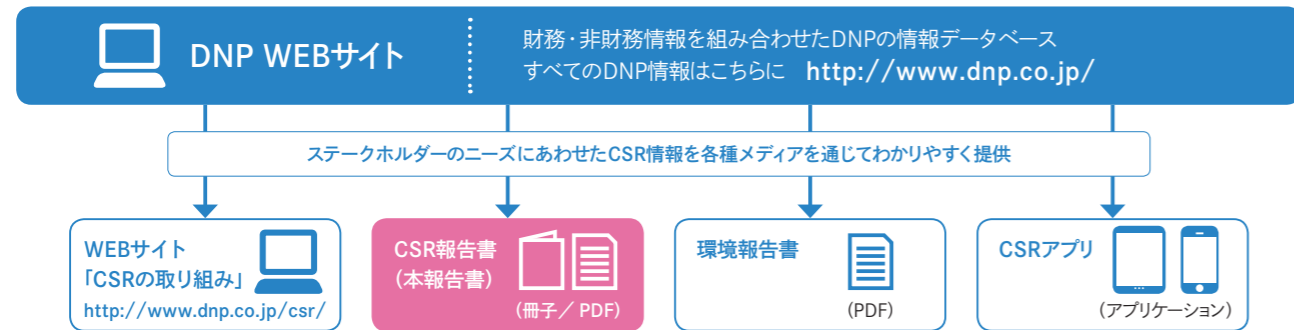 DNP WEBサイト
財務・非財務情報を組み合わせたDNPの情報データベース
すべてのDNP情報はこちらに http://www.dnp.co.jp/
ステークホルダーのニーズにあわせたCSR情報を各種メディアを通じてわかりやすく提供
WEBサイト
「CSRの取り組み」
http://www.dnp.co.jp/csr/
CSR報告書
（本報告書）
（冊子／PDF）
環境報告書
（PDF）
CSRアプリ
（アプリケーション）